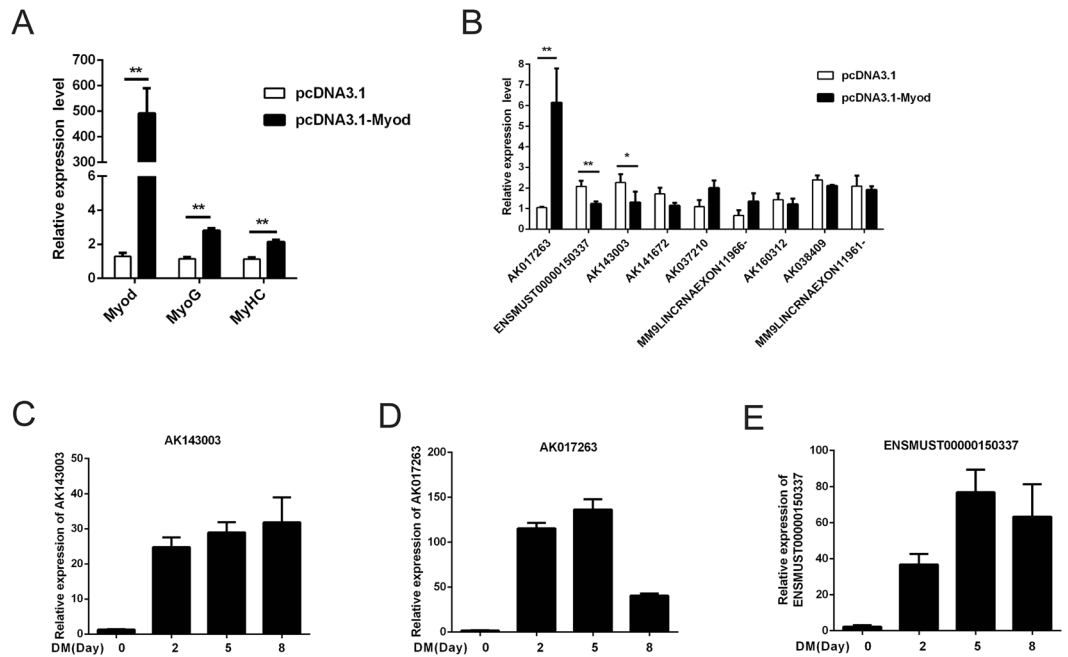 A
Relative expression level
700
600
500
400
300
6
4
2
0
**
**
**
pcDNA3.1
pcDNA3.1-Myod
Myod
MyoG
MyHC
B
Relative expression level
8
6
4
2
1
0
**
**
*
pcDNA3.1
pcDNA3.1-Myod
AK017263
ENSMUST00000150337
AK143003
AK141672
AK037210
MM9LINCRNAEXON11966-
AK160312
AK038409
MM9LINCRNAEXON11961-
C
AK143003
Relative expression of AK143003
50
40
30
20
10
0
DM(Day) 0 2 5 8
D
AK017263
Relative expression of AK017263
200
150
100
50
0
DM(Day) 0 2 5 8
E
ENSMUST00000150337
Relative expression of
ENSMUST00000150337
100
80
60
40
20
0
DM(Day) 0 2 5 8